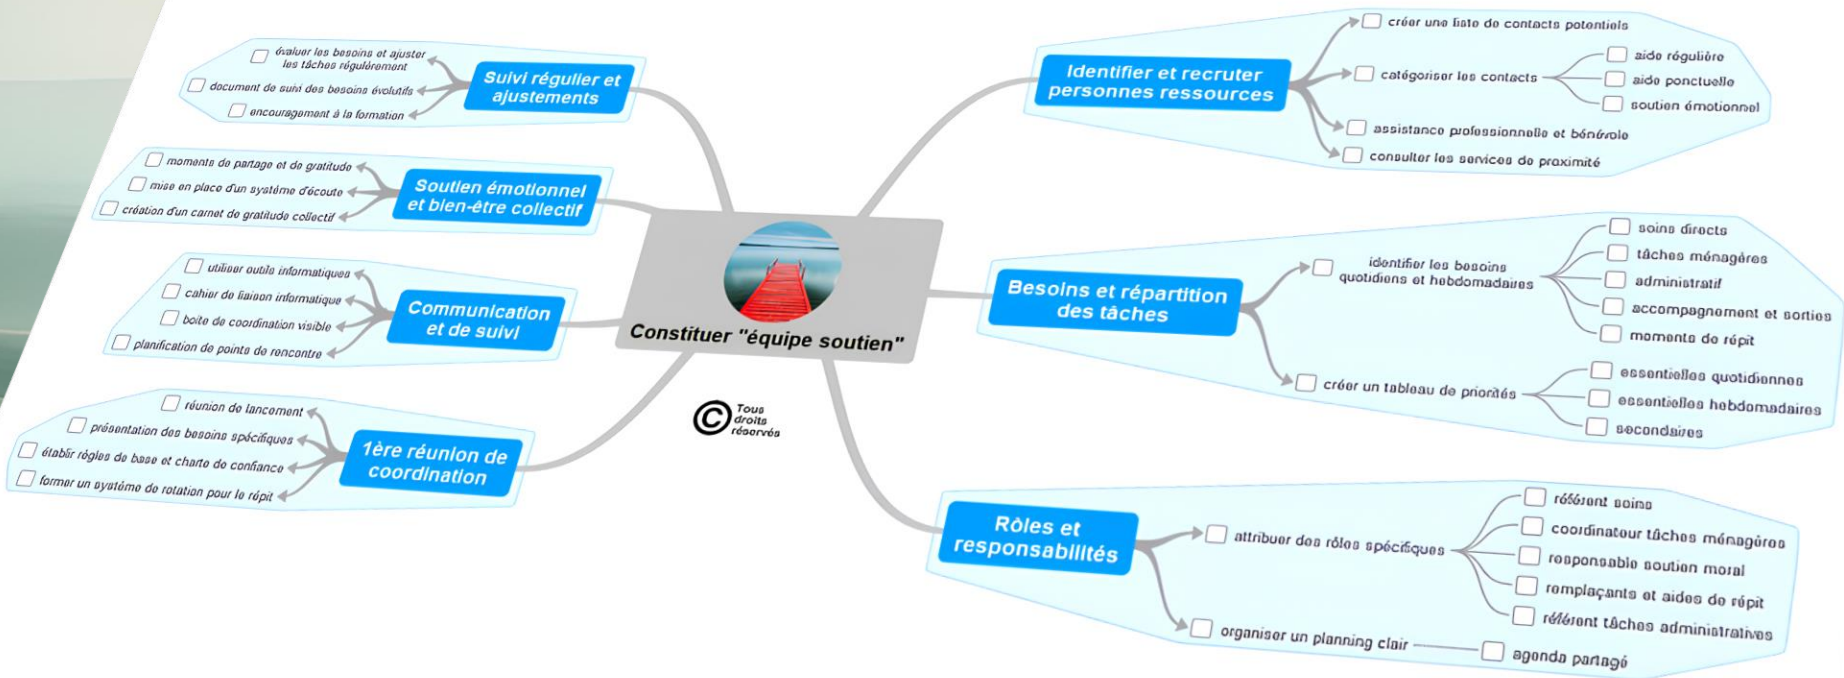 Constituer "équipe soutien"
© Tous
droits
réservés
Identifier et recruter
personnes ressources
créer une liste de contacts potentiels
catégoriser les contacts
aide régulière
aide ponctuelle
soutien émotionnel
assistance professionnelle et bénévole
consulter les services de proximité
Besoins et répartition
des tâches
identifier les besoins
quotidiens et hebdomadaires
soins directs
tâches ménagères
administratif
accompagnement et sorties
moments de répit
créer un tableau de priorités
essentielles quotidiennes
essentielles hebdomadaires
secondaires
Rôles et
responsabilités
attribuer des rôles spécifiques
référent soins
coordinateur tâches ménagères
responsable soutien moral
remplaçants et aides de répit
référent tâches administratives
organiser un planning clair
agenda partagé
1ère réunion de
coordination
réunion de lancement
présentation des besoins spécifiques
établir règles de base et charte de confiance
former un système de rotation pour le répit
Communication
et de suivi
utiliser outils informatiques
cahier de liaison informatique
boîte de coordination visible
planification de points de rencontre
Soutien émotionnel
et bien-être collectif
moments de partage et de gratitude
mise en place d'un système d'écoute
création d'un carnet de gratitude collectif
Suivi régulier et
ajustements
évaluer les besoins et ajuster
les tâches régulèrement
document de suivi des besoins évolutifs
encouragement à la formation